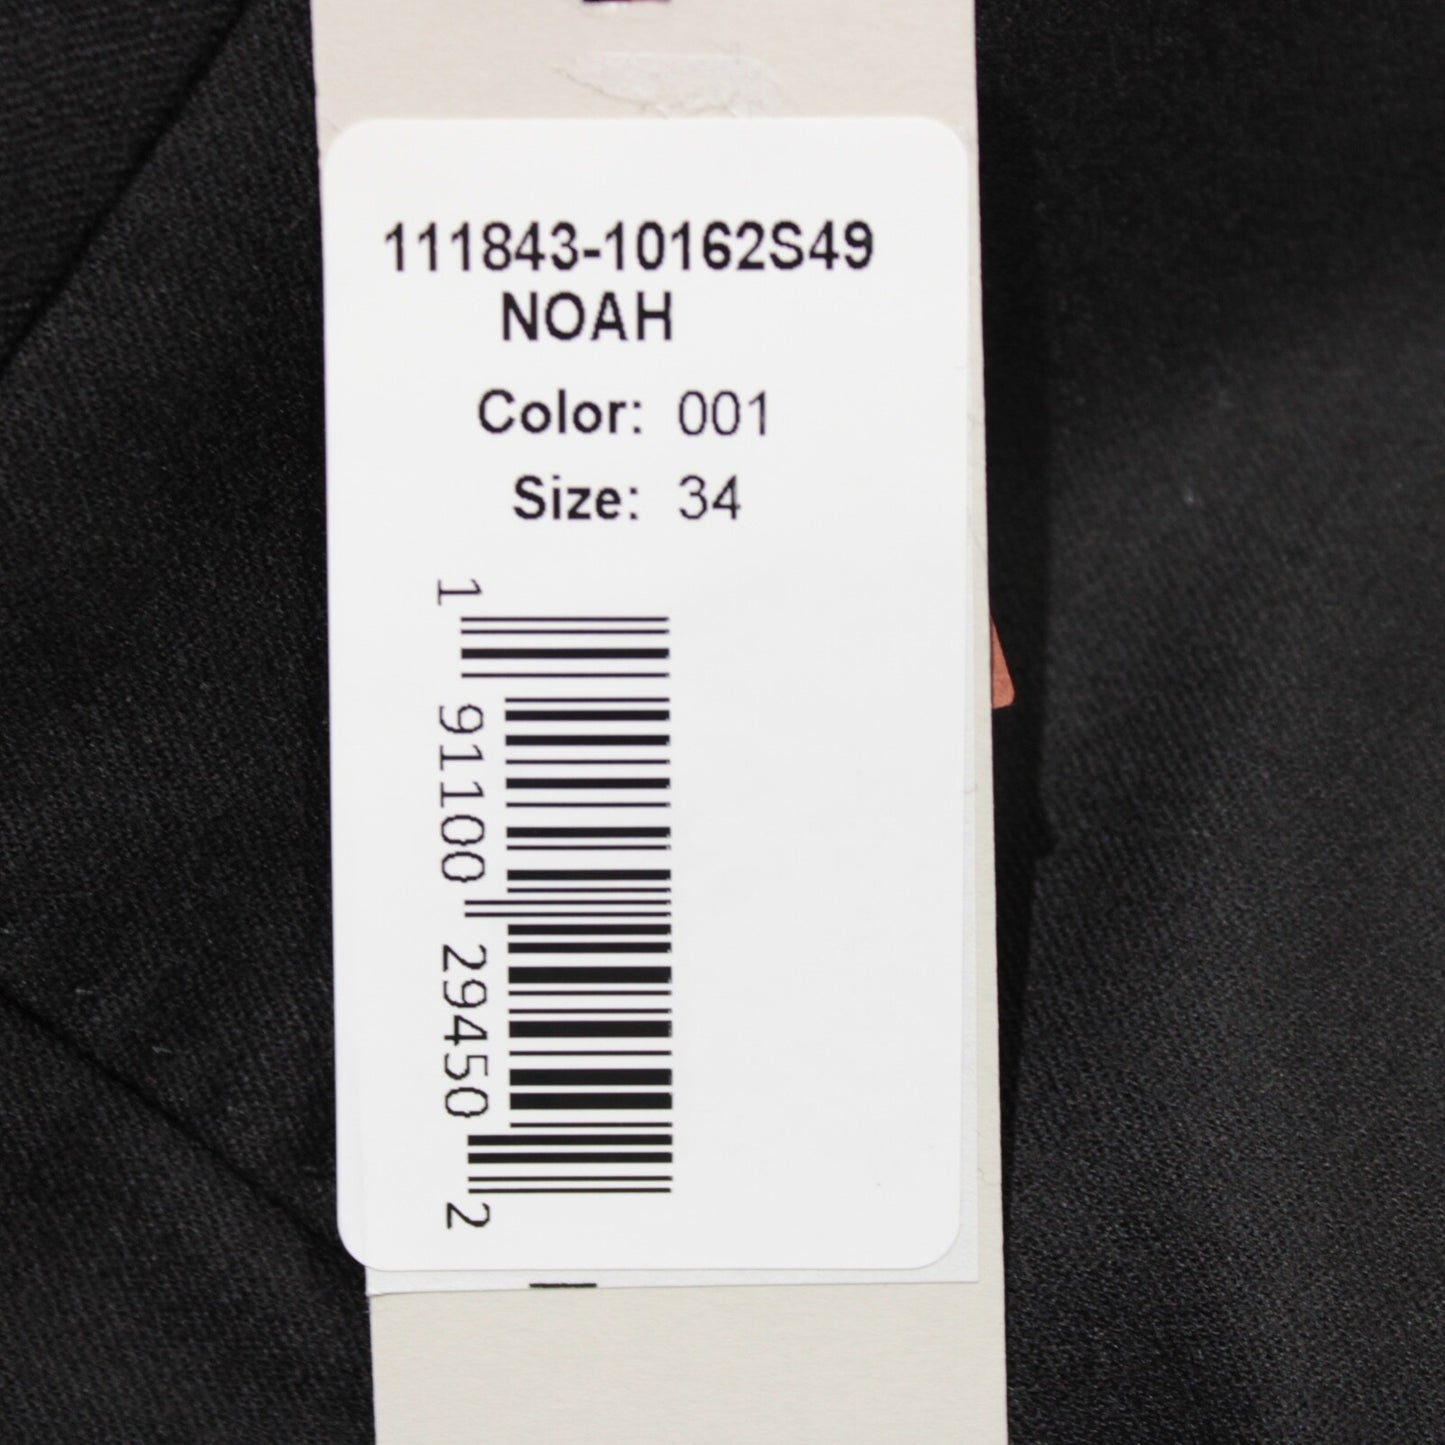 111843-10162S49
NOAH
Color: 001
Size: 34
1 91100 29450 2